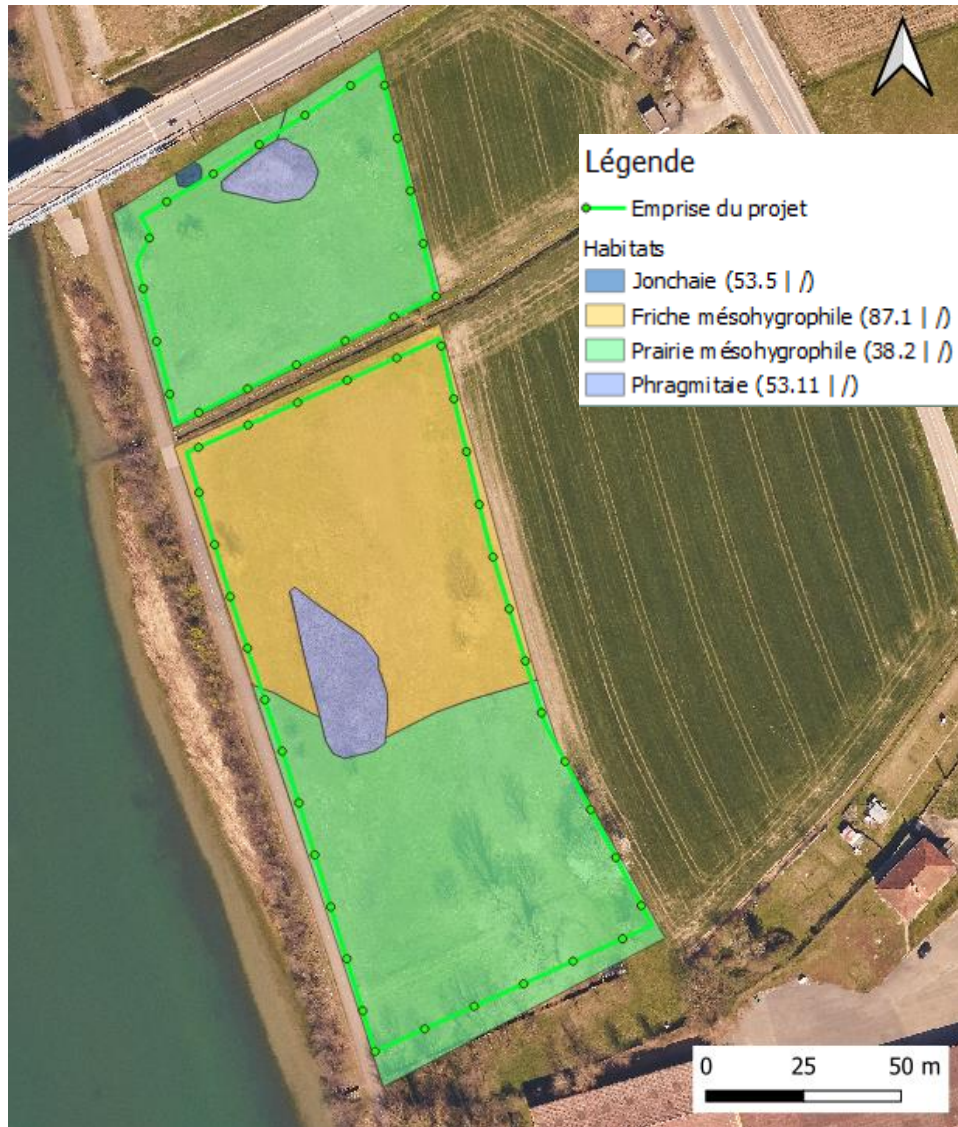 Légende
Emprise du projet
Habitats
Jonchaie (53.5 | /)
Friche mésohygrophile (87.1 | /)
Prairie mésohygrophile (38.2 | /)
Phragmitaie (53.11 | /)
0 25 50 m